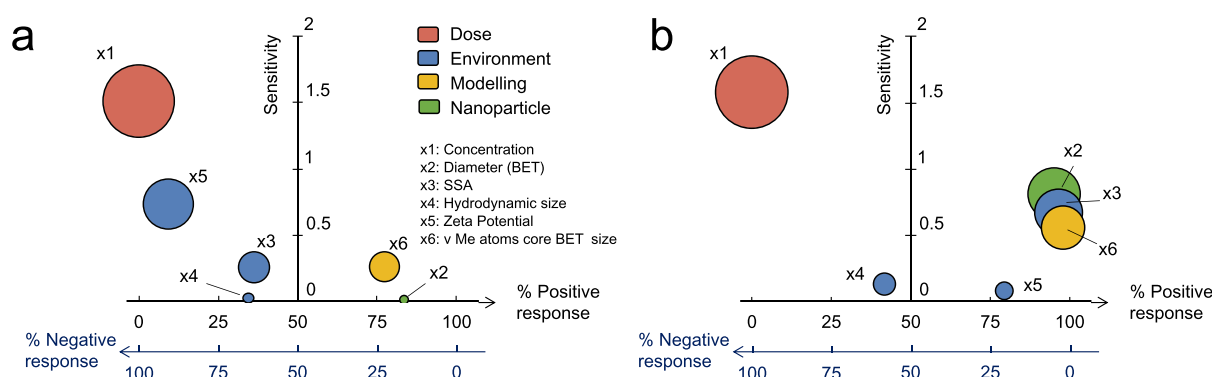 a
x1
Sensitivity
2
1.5
1
0.5
0
x5
x3
x4
x6
x2
Dose
Environment
Modelling
Nanoparticle
x1: Concentration
x2: Diameter (BET)
x3: SSA
x4: Hydrodynamic size
x5: Zeta Potential
x6: v Me atoms core BET size
0 25 50 75 100
% Positive
response
% Negative
response
100 75 50 25 0
b
x1
Sensitivity
2
1.5
1
0.5
0
x2
x3
x6
x4
x5
0 25 50 75 100
% Positive
response
% Negative
response
100 75 50 25 0